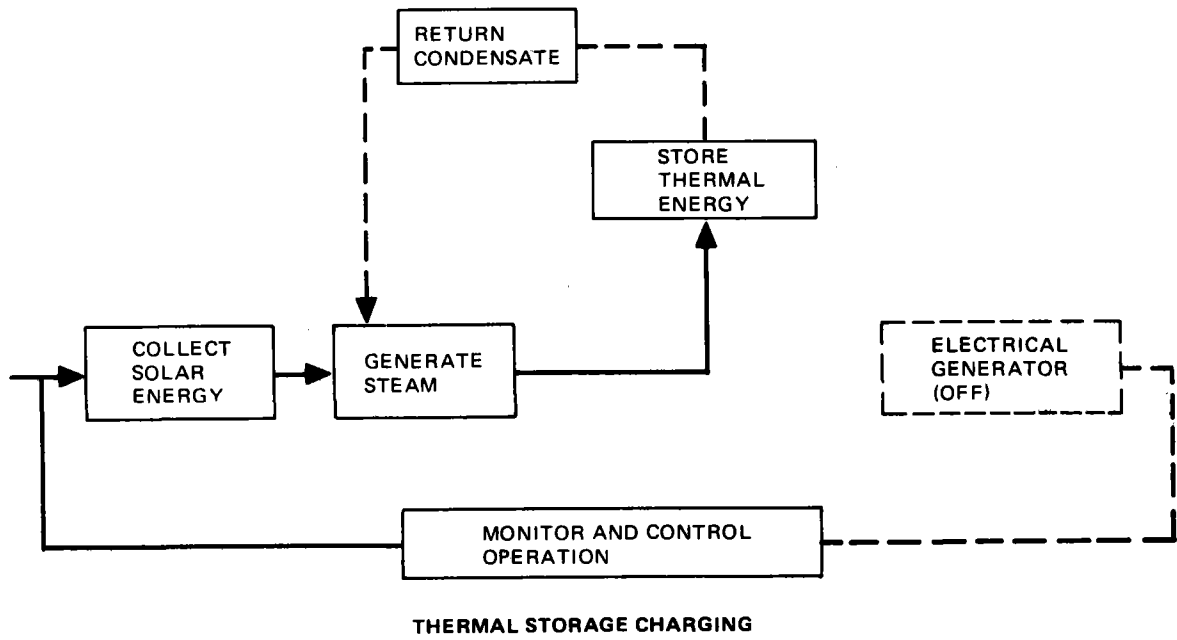 RETURN
CONDENSATE
STORE
THERMAL
ENERGY
COLLECT
SOLAR
ENERGY
GENERATE
STEAM
ELECTRICAL
GENERATOR
(OFF)
MONITOR AND CONTROL
OPERATION
THERMAL STORAGE CHARGING